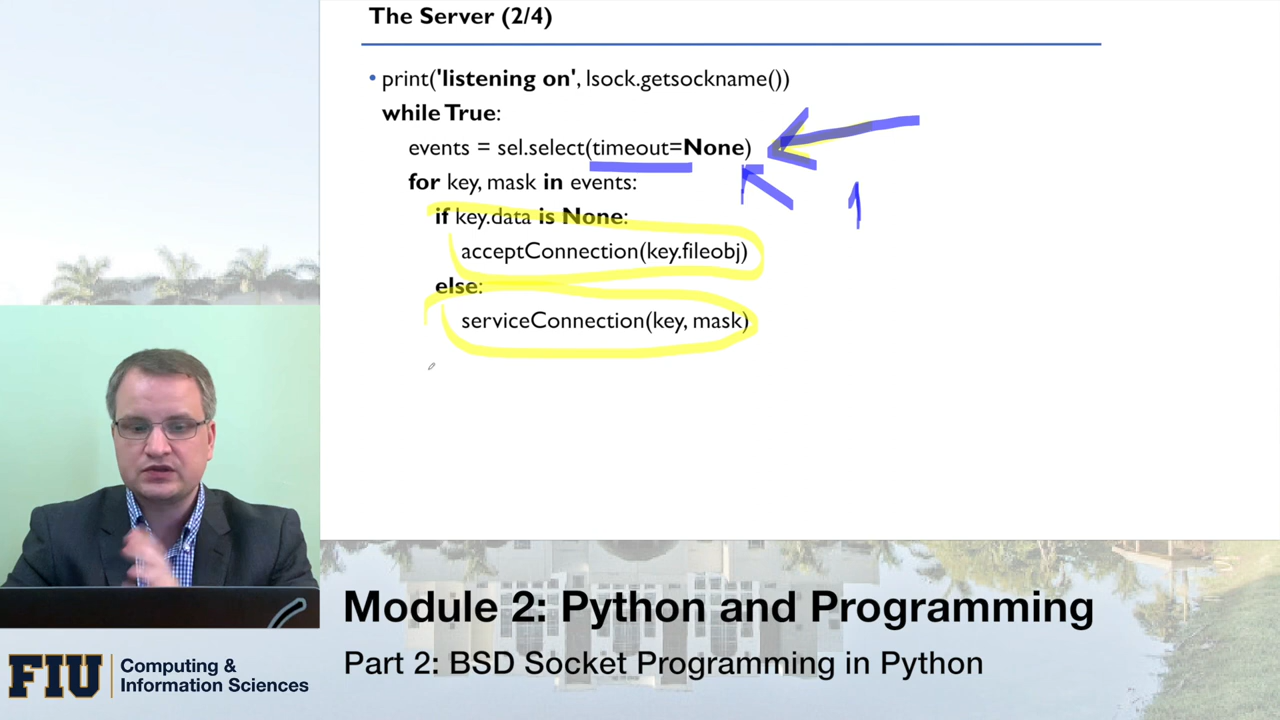 The Server (2/4)
• print('listening on', lsock.getsockname())
while True:
events = sel.select(timeout=None)
for key, mask in events:
if key.data is None:
acceptConnection(key.fileobj)
else:
serviceConnection(key, mask)
1
Module 2: Python and Programming
Part 2: BSD Socket Programming in Python
FIU
Computing &
Information Sciences